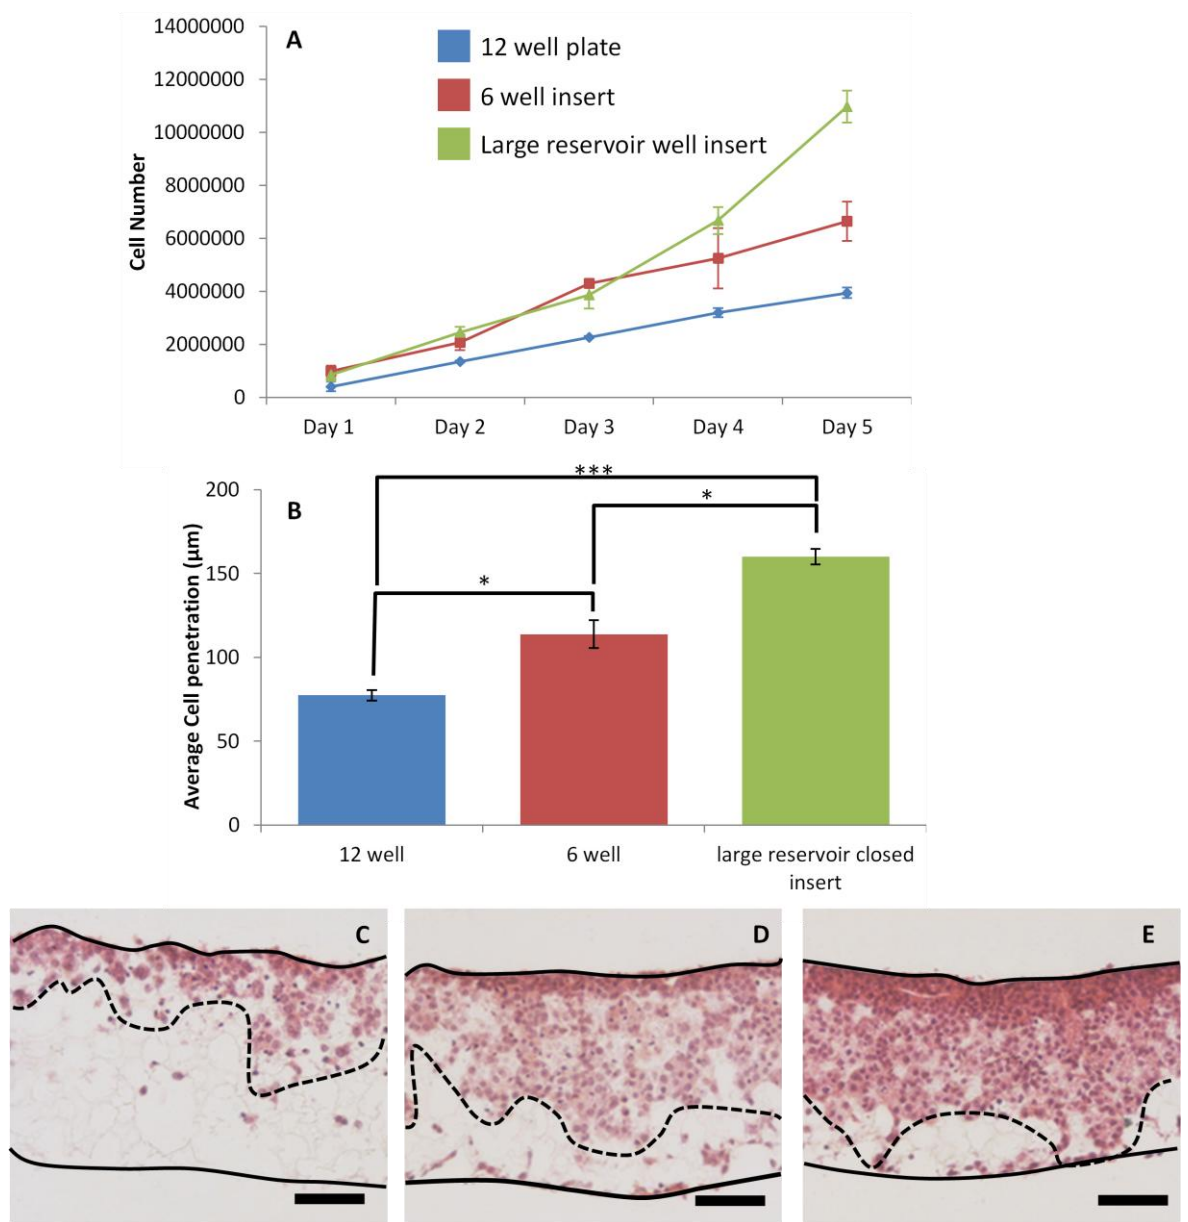 A
12 well plate
6 well insert
Large reservoir well insert
Cell Number
14000000
12000000
10000000
8000000
6000000
4000000
2000000
0
Day 1 Day 2 Day 3 Day 4 Day 5
B
***
*
*
Average Cell penetration (µm)
200
150
100
50
0
12 well 6 well large reservoir closed
insert
C D E